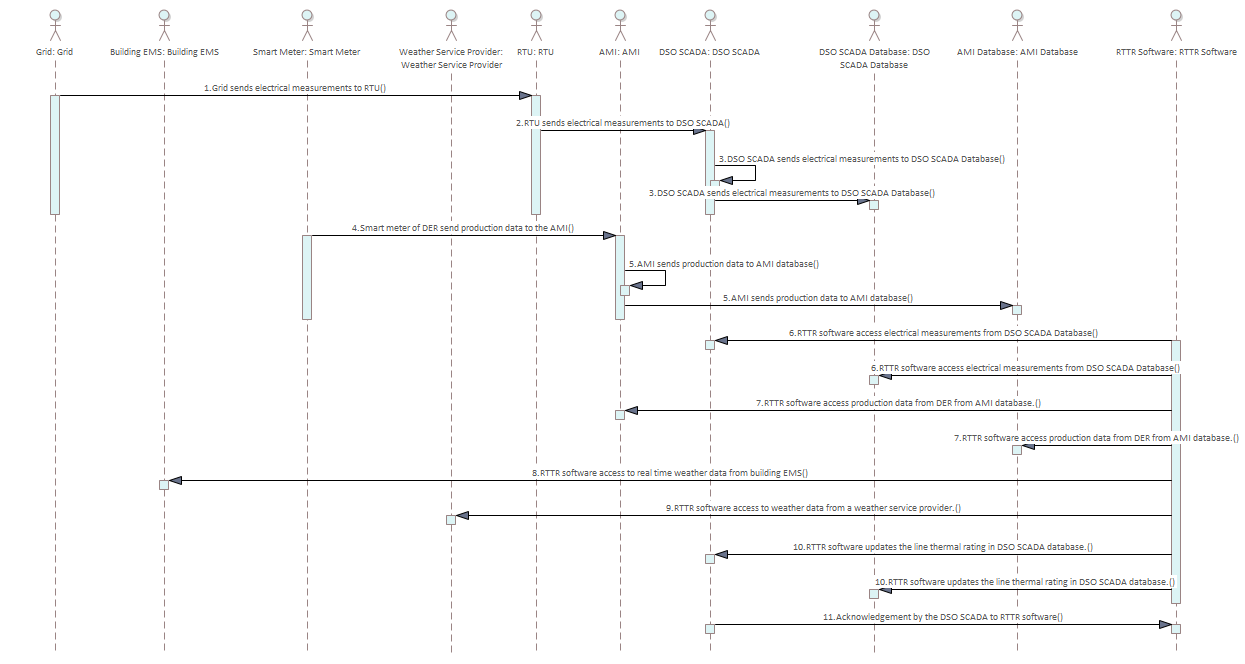 Grid: Grid
Building EMS: Building EMS
Smart Meter: Smart Meter
Weather Service Provider:
Weather Service Provider
RTU: RTU
AMI: AMI
DSO SCADA: DSO SCADA
DSO SCADA Database: DSO
SCADA Database
AMI Database: AMI Database
RTTR Software: RTTR Software
1.Grid sends electrical measurements to RTU()
2.RTU sends electrical measurements to DSO SCADA()
3.DSO SCADA sends electrical measurements to DSO SCADA Database()
3.DSO SCADA sends electrical measurements to DSO SCADA Database()
4.Smart meter of DER send production data to the AMI()
5.AMI sends production data to AMI database()
5.AMI sends production data to AMI database()
6.RTTR software access electrical measurements from DSO SCADA Database()
6.RTTR software access electrical measurements from DSO SCADA Database()
7.RTTR software access production data from DER from AMI database.()
7.RTTR software access production data from DER from AMI database.()
8.RTTR software access to real time weather data from building EMS()
9.RTTR software access to weather data from a weather service provider.()
10.RTTR software updates the line thermal rating in DSO SCADA database.()
10.RTTR software updates the line thermal rating in DSO SCADA database.()
11.Acknowledgement by the DSO SCADA to RTTR software()